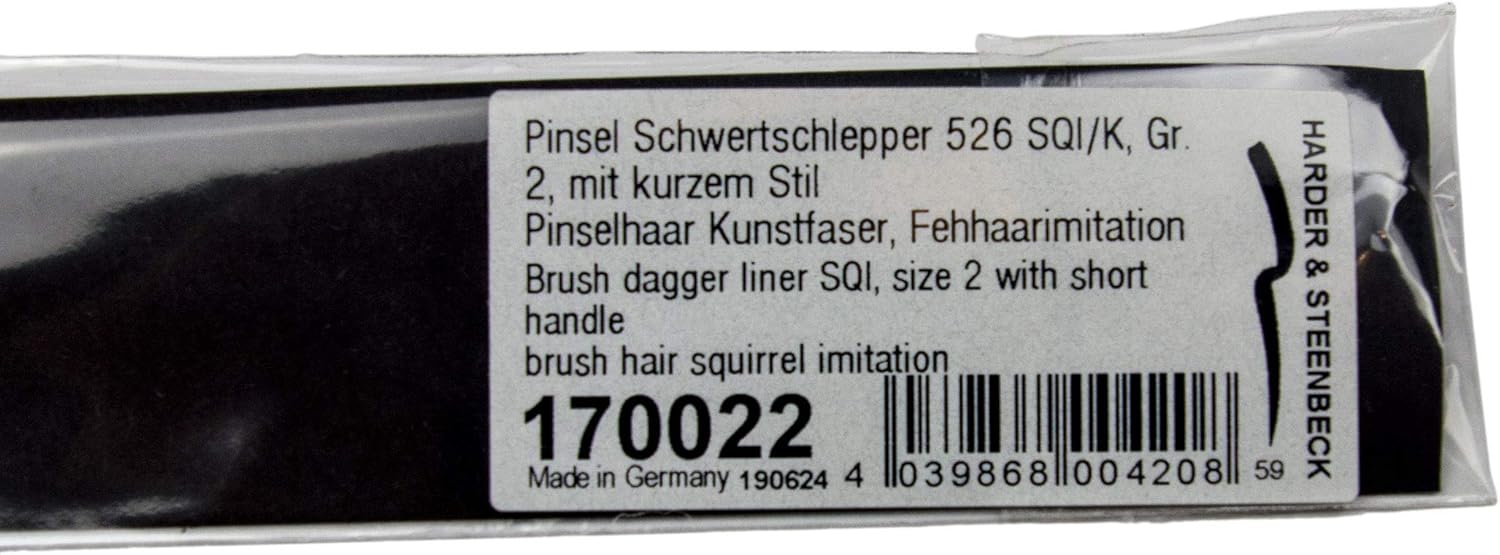 Pinsel Schwertschlepper 526 SQI/K, Gr.
2, mit kurzem Stil
Pinselhaar Kunstfaser, Fehhaarimitation
Brush dagger liner SQI, size 2 with short
handle
brush hair squirrel imitation
170022
Made in Germany 190624 4 039868 004208 59
HARDER & STEENBECK